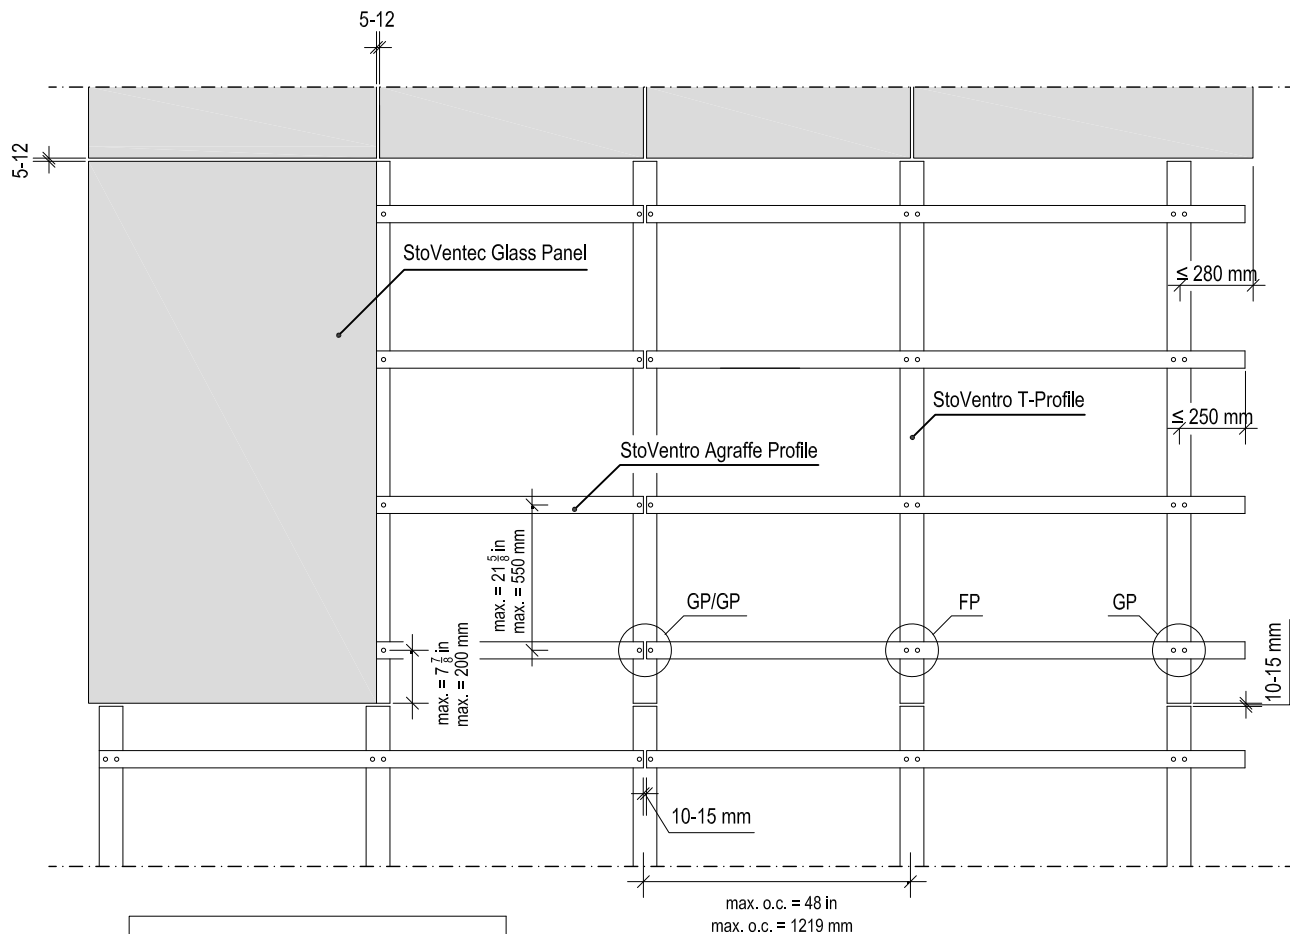 5-12
5-12
StoVentec Glass Panel
≤ 280 mm
StoVentro T-Profile
≤ 250 mm
StoVentro Agraffe Profile
max. = 21 5/8 in
max. = 550 mm
GP/GP
FP
GP
max. = 7 7/8 in
max. = 200 mm
10-15 mm
10-15 mm
max. o.c. = 48 in
max. o.c. = 1219 mm